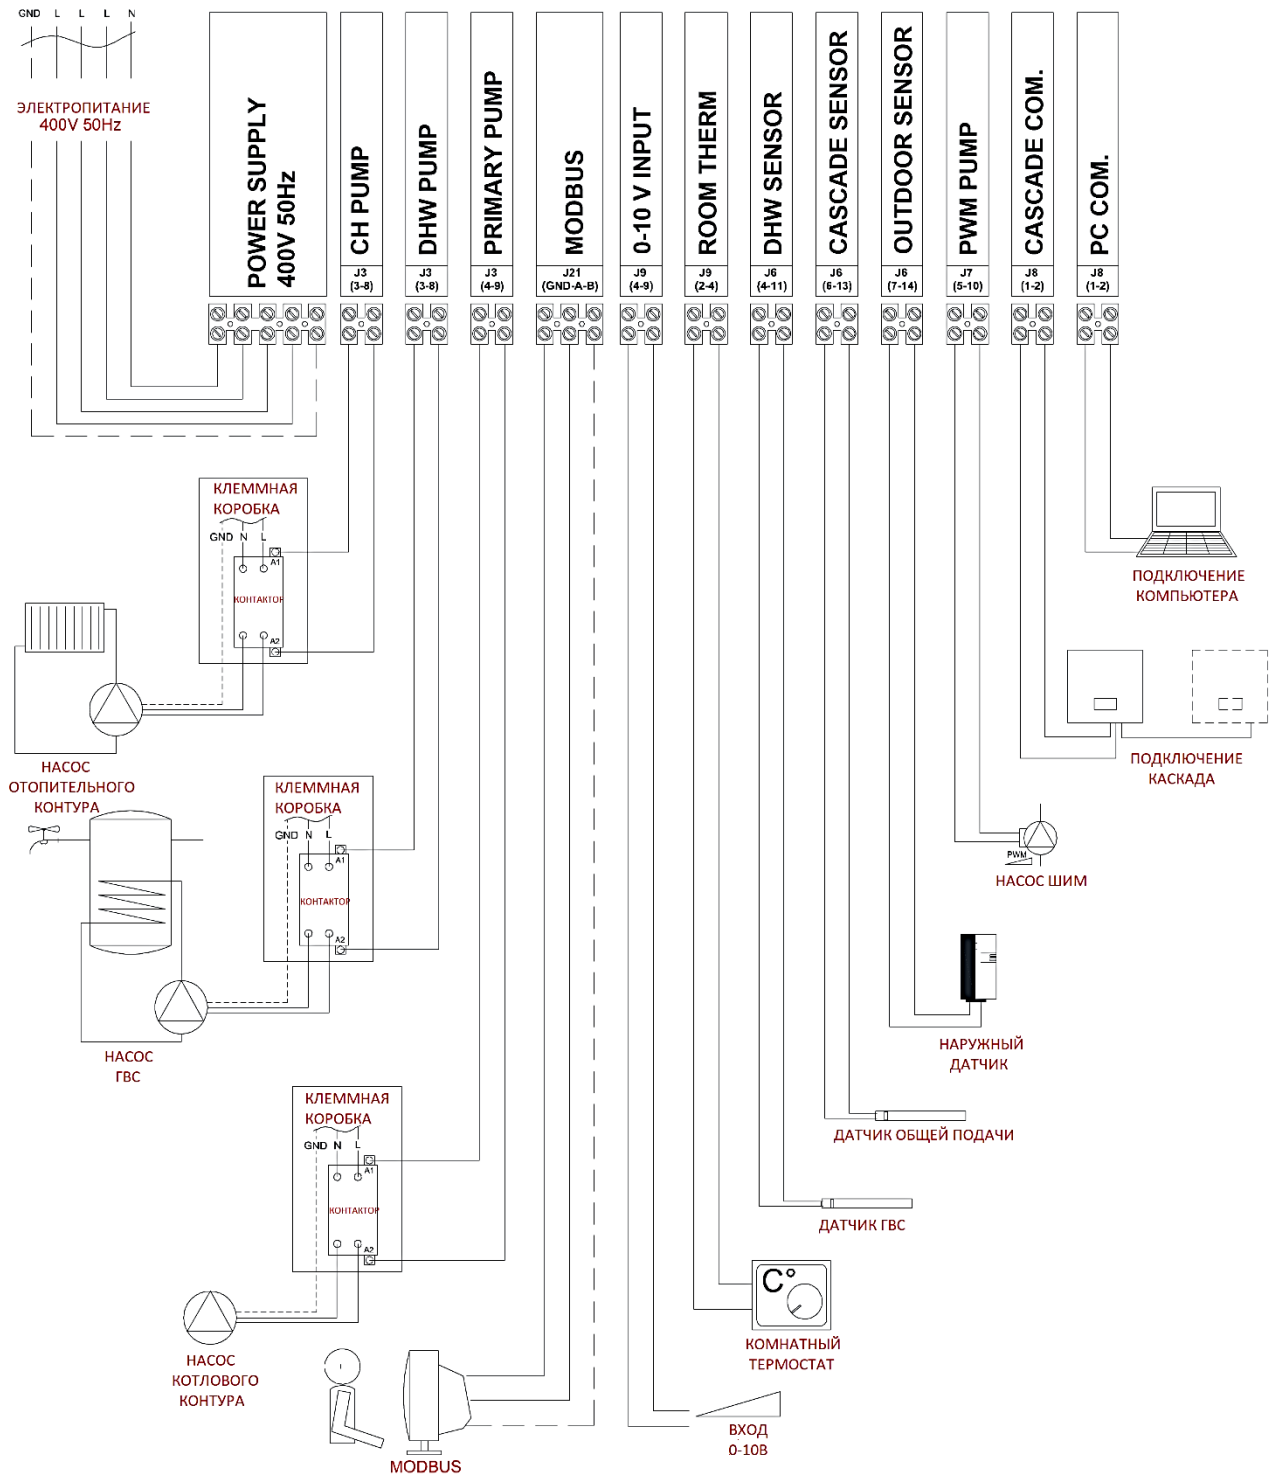 GND L L L N
ЭЛЕКТРОПИТАНИЕ
400V 50Hz
POWER SUPPLY
400V 50Hz
CH PUMP
J3
(3-8)
DHW PUMP
J3
(3-8)
PRIMARY PUMP
J3
(4-9)
MODBUS
J21
(GND-A-B)
0-10 V INPUT
J9
(4-9)
ROOM THERM
J9
(2-4)
DHW SENSOR
J6
(4-11)
CASCADE SENSOR
J6
(6-13)
OUTDOOR SENSOR
J6
(7-14)
PWM PUMP
J7
(5-10)
CASCADE COM.
J8
(1-2)
PC COM.
J8
(1-2)
КЛЕММНАЯ
КОРОБКА
GND N L
A1
КОНТАКТОР
A2
НАСОС
ОТОПИТЕЛЬНОГО
КОНТУРА
КЛЕММНАЯ
КОРОБКА
GND N L
A1
КОНТАКТОР
A2
НАСОС
ГВС
КЛЕММНАЯ
КОРОБКА
GND N L
A1
КОНТАКТОР
A2
НАСОС
КОТЛОВОГО
КОНТУРА
MODBUS
ПОДКЛЮЧЕНИЕ
КОМПЬЮТЕРА
ПОДКЛЮЧЕНИЕ
КАСКАДА
PWM
НАСОС ШИМ
НАРУЖНЫЙ
ДАТЧИК
ДАТЧИК ОБЩЕЙ ПОДАЧИ
ДАТЧИК ГВС
C°
КОМНАТНЫЙ
ТЕРМОСТАТ
ВХОД
0-10В